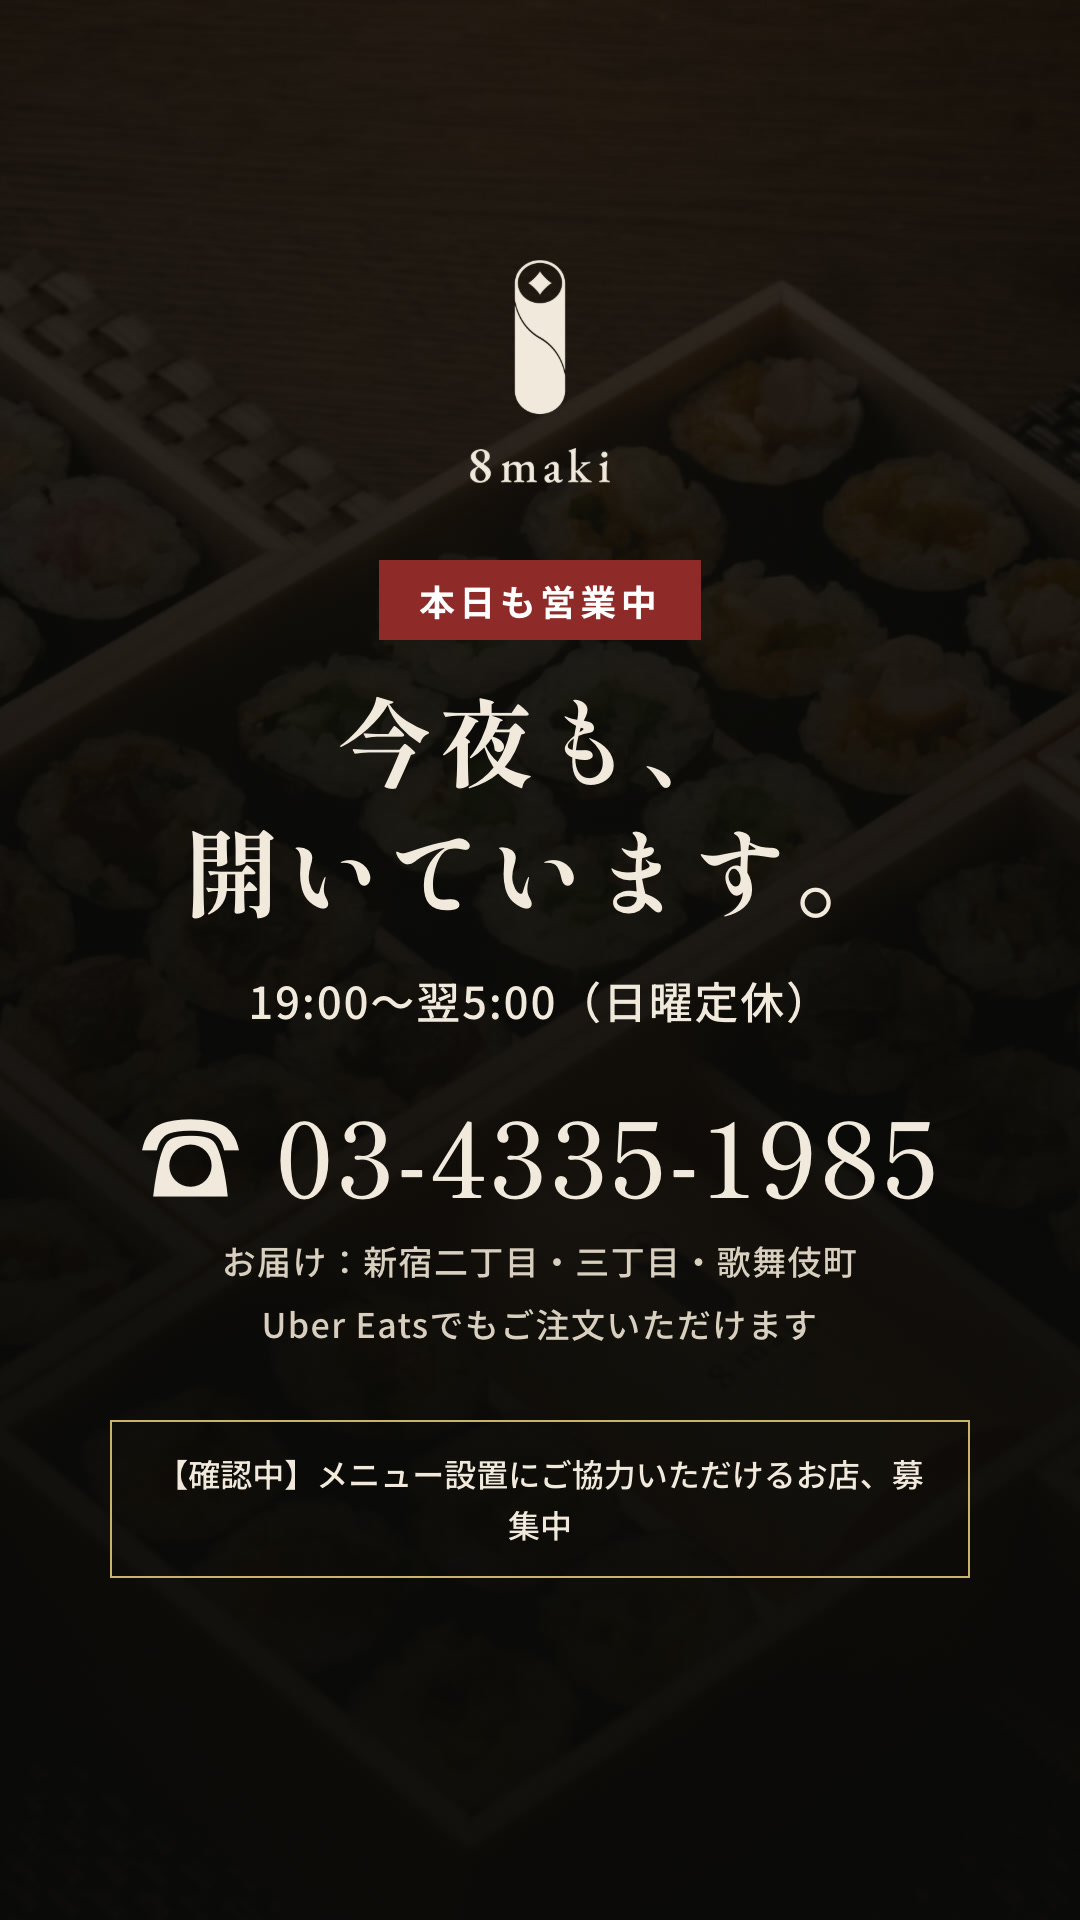 8maki
本日も営業中
今夜も、
開いています。
19:00〜翌5:00（日曜定休）
☎ 03-4335-1985
お届け：新宿二丁目・三丁目・歌舞伎町
Uber Eatsでもご注文いただけます
【確認中】メニュー設置にご協力いただけるお店、募
集中